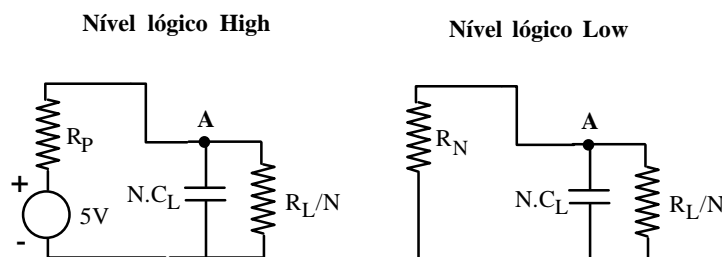 Nível lógico High
Nível lógico Low
A
A
R_P
R_N
+
5V
-
N.C_L
R_L/N
N.C_L
R_L/N